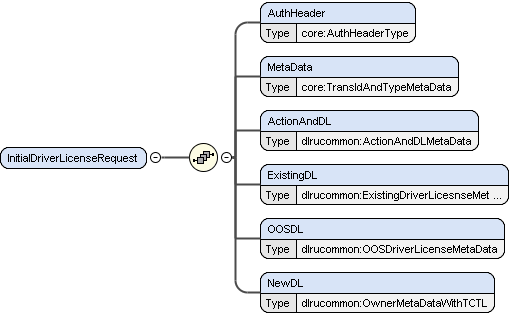 AuthHeader
Type core:AuthHeaderType
MetaData
Type core:TransIdAndTypeMetaData
ActionAndDL
Type dlrucommon:ActionAndDLMetaData
InitialDriverLicenseRequest
ExistingDL
Type dlrucommon:ExistingDriverLicesnseMet ...
OOSDL
Type dlrucommon:OOSDriverLicenseMetaData
NewDL
Type dlrucommon:OwnerMetaDataWithTCTL